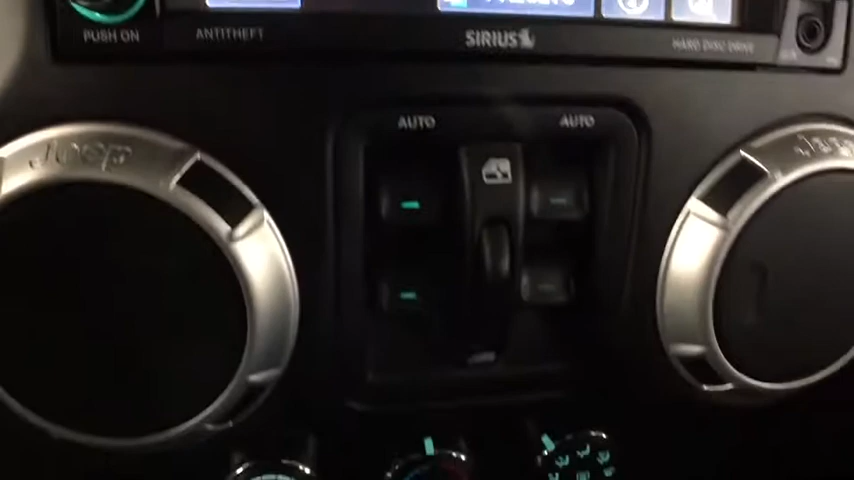 PUSH ON
ANTITHEFT
SIRIUS
HARD DISC DRIVE
AUTO
AUTO
Jeep
Jeep